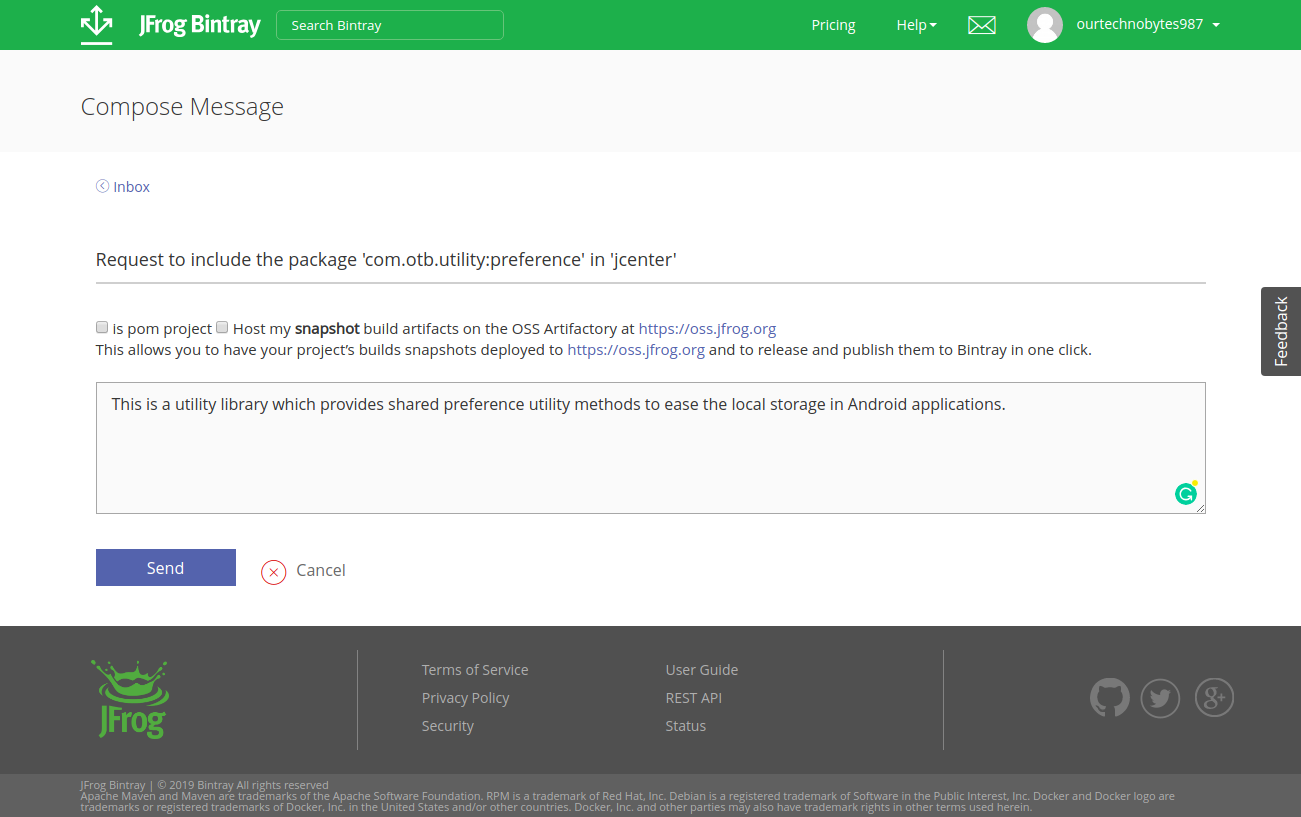 JFrog Bintray Search Bintray Pricing Help ourtechnobytes987
Compose Message
Inbox
Request to include the package 'com.otb.utility:preference' in 'jcenter'
is pom project Host my snapshot build artifacts on the OSS Artifactory at https://oss.jfrog.org
This allows you to have your project's builds snapshots deployed to https://oss.jfrog.org and to release and publish them to Bintray in one click.
Feedback
This is a utility library which provides shared preference utility methods to ease the local storage in Android applications.
Send Cancel
JFrog
Terms of Service
Privacy Policy
Security
User Guide
REST API
Status
g+
JFrog Bintray | © 2019 Bintray All rights reserved
Apache Maven and Maven are trademarks of the Apache Software Foundation. RPM is a trademark of Red Hat, Inc. Debian is a registered trademark of Software in the Public Interest, Inc. Docker and Docker logo are
trademarks or registered trademarks of Docker, Inc. in the United States and/or other countries. Docker, Inc. and other parties may also have trademark rights in other terms used herein.